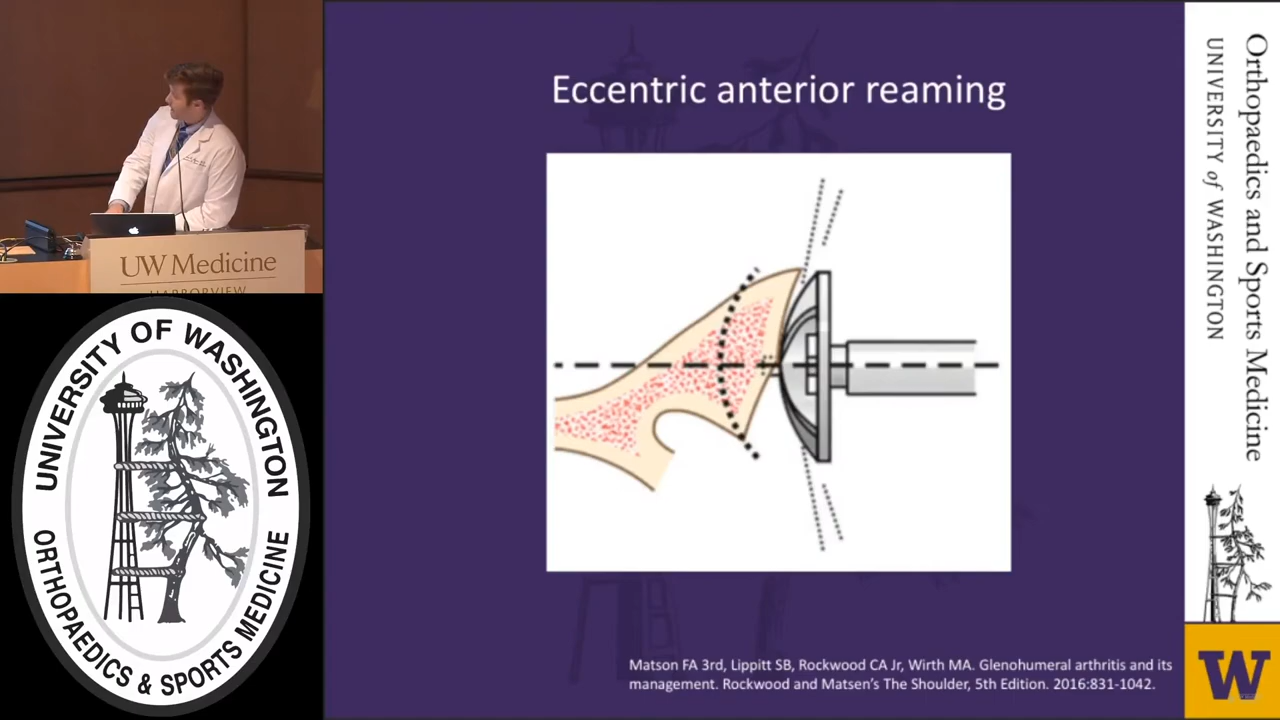 Eccentric anterior reaming
Matson FA 3rd, Lippitt SB, Rockwood CA Jr, Wirth MA. Glenohumeral arthritis and its
management. Rockwood and Matsen's The Shoulder, 5th Edition. 2016:831-1042.
UW Medicine
HARBORVIEW
UNIVERSITY OF WASHINGTON
ORTHOPAEDICS & SPORTS MEDICINE
Orthopaedics and Sports Medicine
UNIVERSITY of WASHINGTON
W